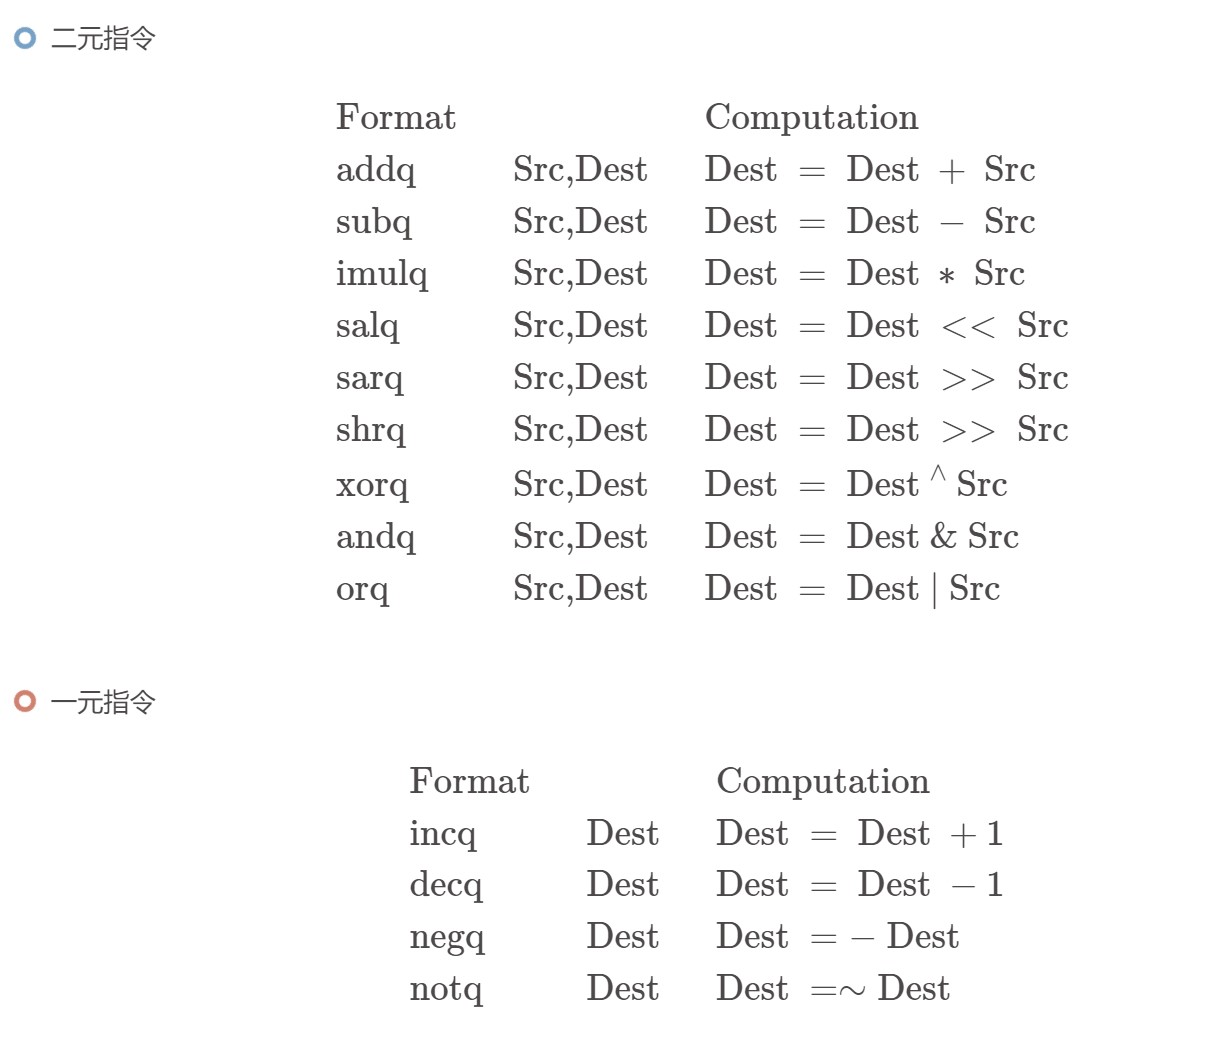 二元指令
Format Computation
addq Src,Dest Dest = Dest + Src
subq Src,Dest Dest = Dest − Src
imulq Src,Dest Dest = Dest ∗ Src
salq Src,Dest Dest = Dest << Src
sarq Src,Dest Dest = Dest >> Src
shrq Src,Dest Dest = Dest >> Src
xorq Src,Dest Dest = Dest ^ Src
andq Src,Dest Dest = Dest & Src
orq Src,Dest Dest = Dest | Src
一元指令
Format Computation
incq Dest Dest = Dest + 1
decq Dest Dest = Dest − 1
negq Dest Dest = − Dest
notq Dest Dest =∼ Dest